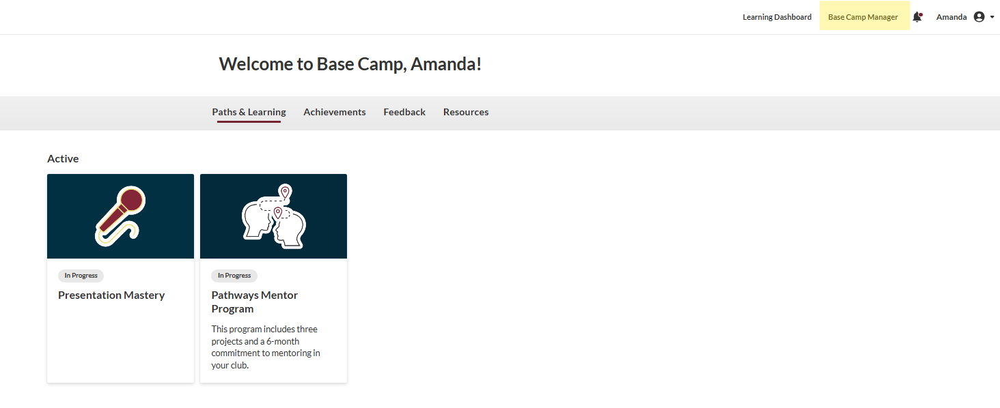 Learning Dashboard
Base Camp Manager
Amanda
Welcome to Base Camp, Amanda!
Paths & Learning
Achievements
Feedback
Resources
Active
In Progress
Presentation Mastery
In Progress
Pathways Mentor
Program
This program includes three
projects and a 6-month
commitment to mentoring in
your club.